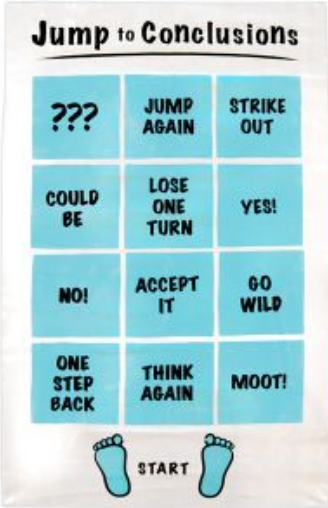 Jump to Conclusions
???
JUMP
AGAIN
STRIKE
OUT
COULD
BE
LOSE
ONE
TURN
YES!
NO!
ACCEPT
IT
GO
WILD
ONE
STEP
BACK
THINK
AGAIN
MOOT!
START